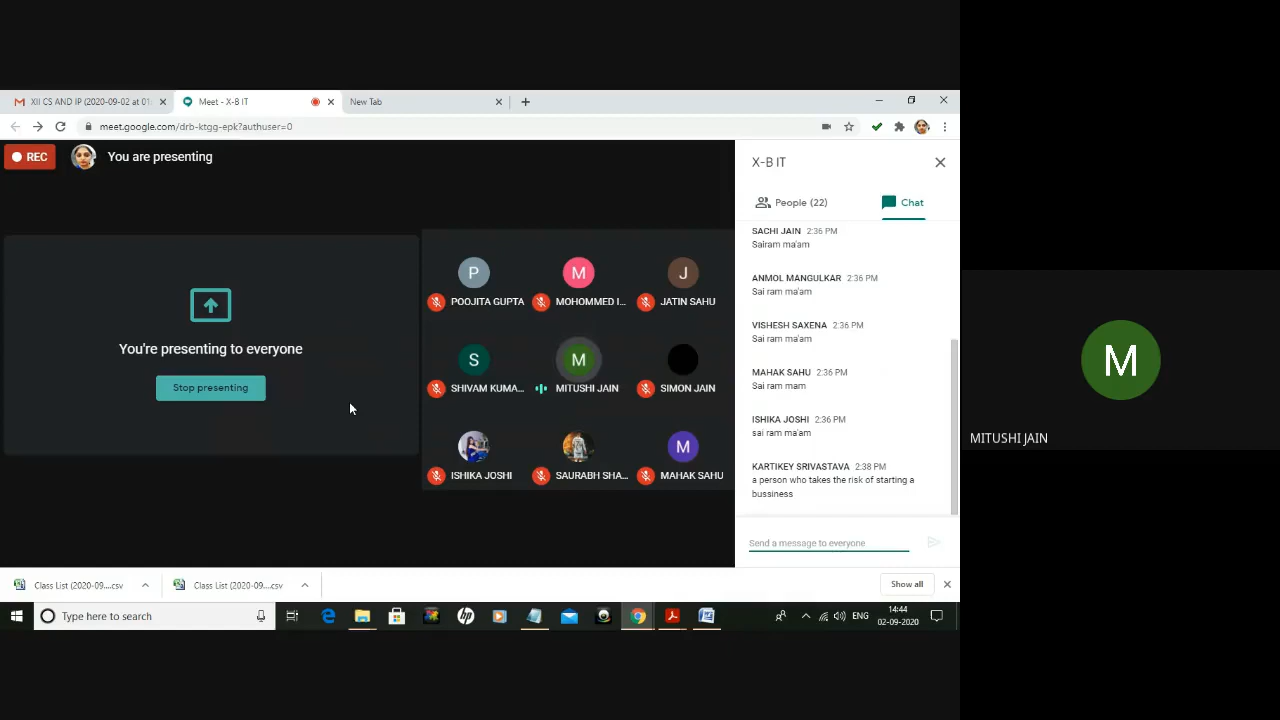 XII CS AND IP (2020-09-02 at 01:
Meet - X-B IT
New Tab
meet.google.com/drb-ktgg-epk?authuser=0
REC
You are presenting
You're presenting to everyone
Stop presenting
P
POOJITA GUPTA
M
MOHOMMED I...
J
JATIN SAHU
S
SHIVAM KUMA...
M
MITUSHI JAIN
SIMON JAIN
ISHIKA JOSHI
SAURABH SHA...
M
MAHAK SAHU
X-B IT
People (22)
Chat
SACHI JAIN 2:36 PM
Sairam ma'am
ANMOL MANGULKAR 2:36 PM
Sai ram ma'am
VISHESH SAXENA 2:36 PM
Sai ram ma'am
MAHAK SAHU 2:36 PM
Sai ram mam
ISHIKA JOSHI 2:36 PM
sai ram ma'am
KARTIKEY SRIVASTAVA 2:38 PM
a person who takes the risk of starting a
bussiness
Send a message to everyone
M
MITUSHI JAIN
Class List (2020-09....csv
Class List (2020-09....csv
Show all
Type here to search
hp
ENG
14:44
02-09-2020